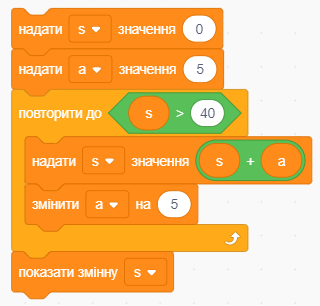 надати s значення 0
надати a значення 5
повторити до s > 40
надати s значення s + a
змінити a на 5
показати змінну s